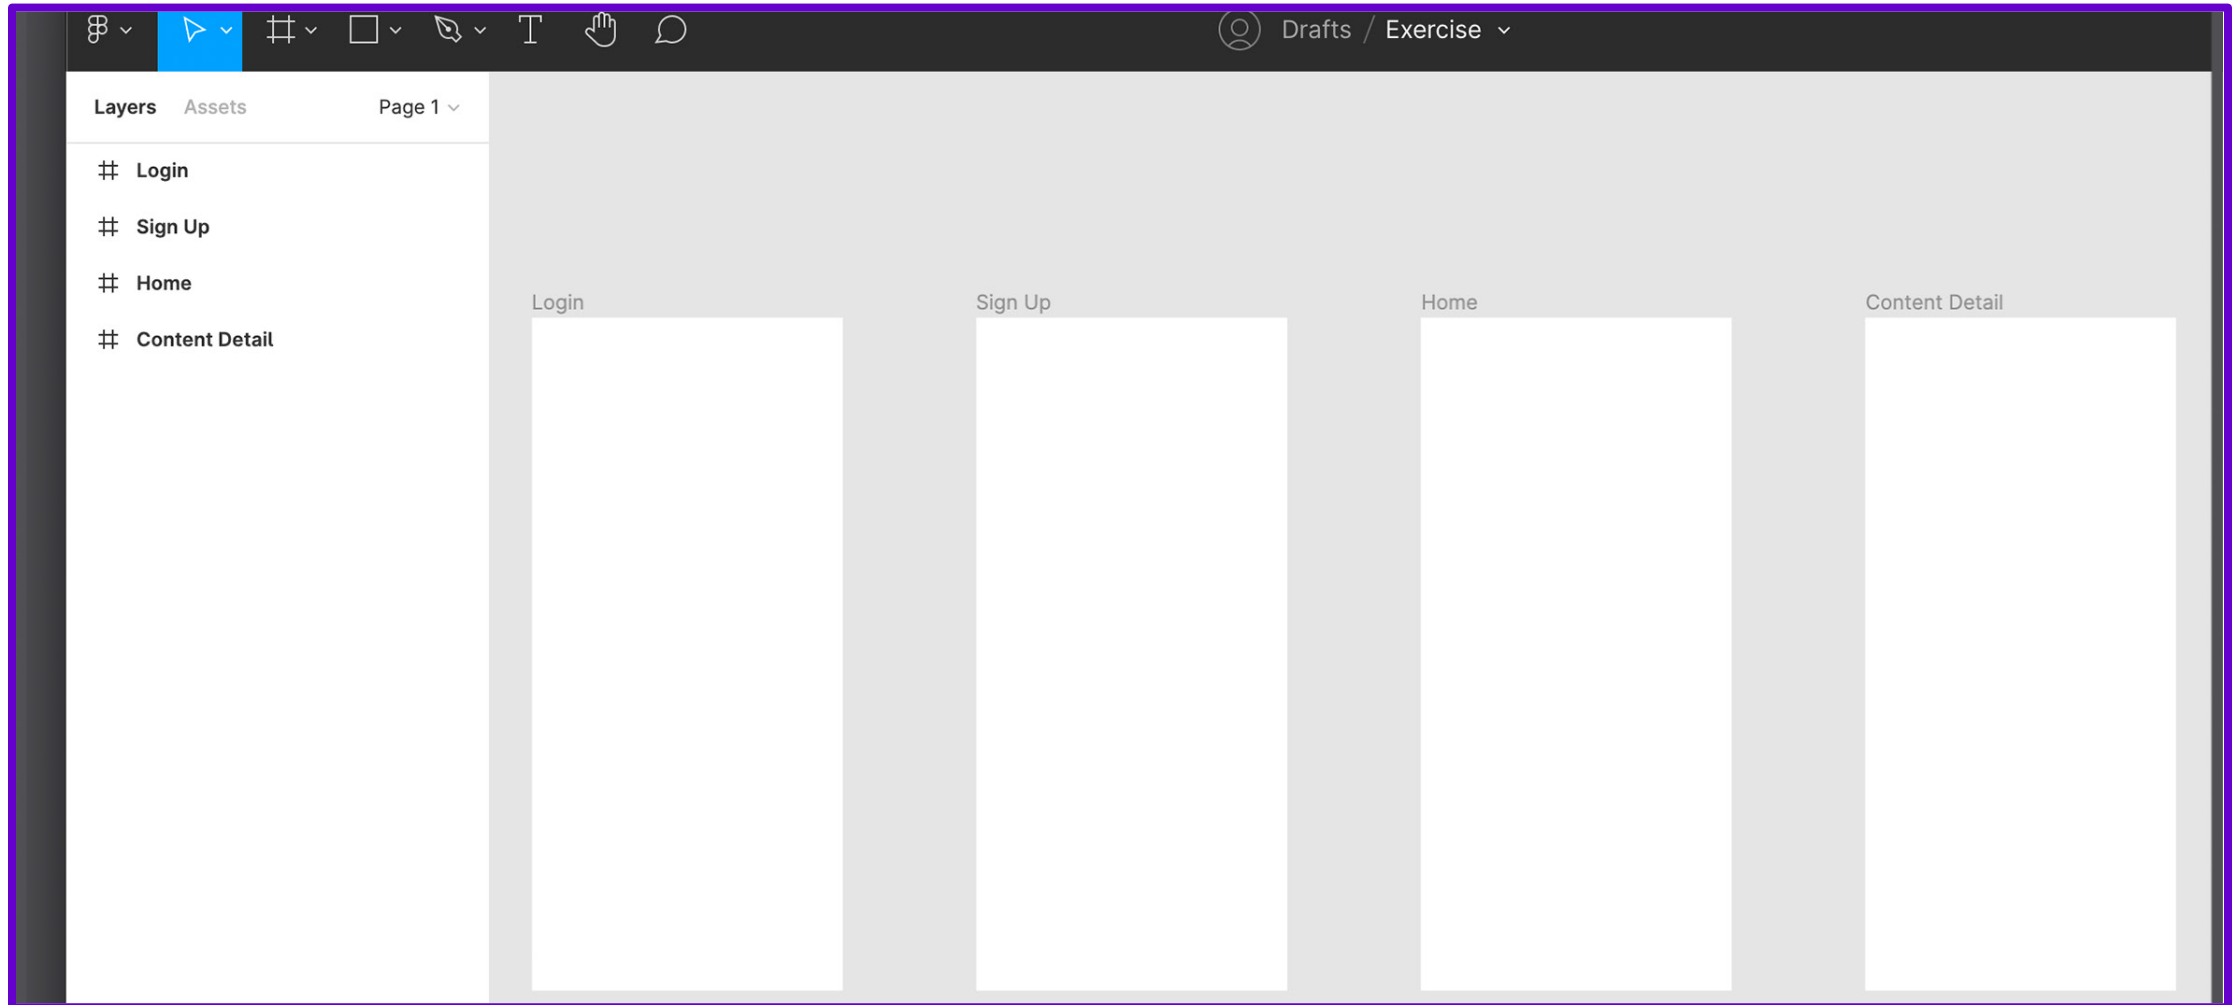 Drafts / Exercise
Layers Assets Page 1
Login
Sign Up
Home
Content Detail
Login Sign Up Home Content Detail